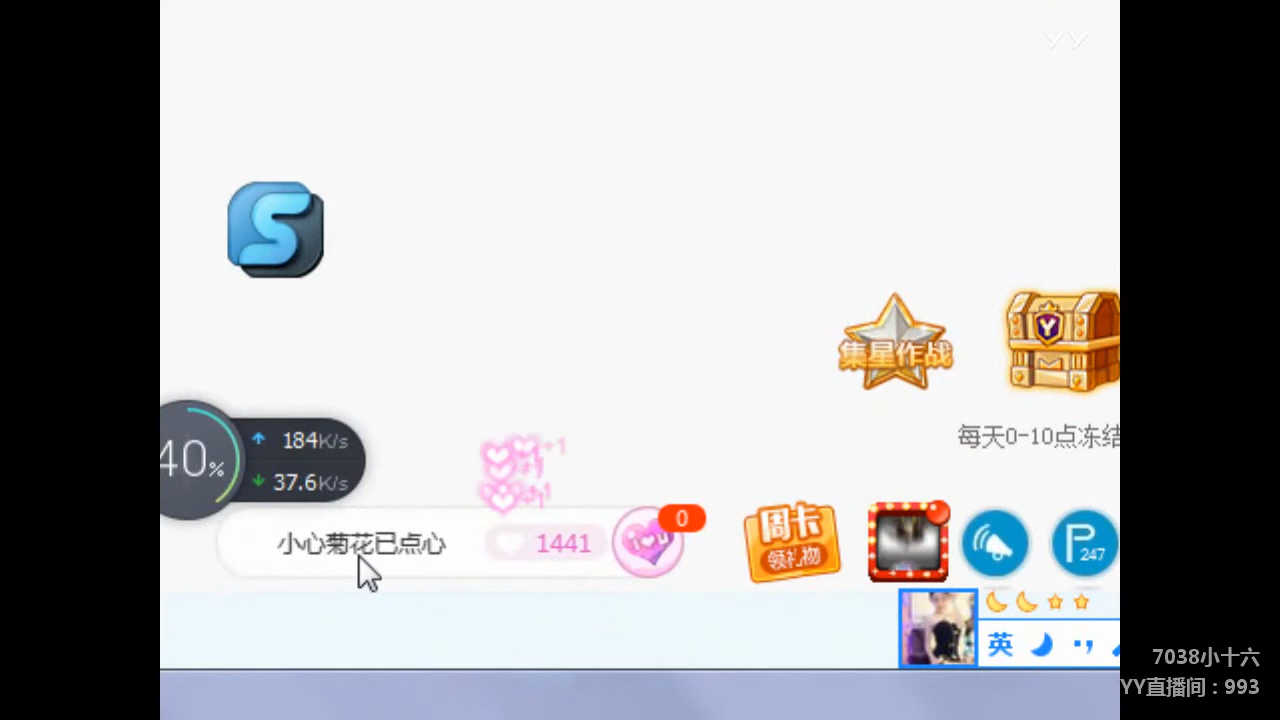 YY
S
集星作战
Y
每天0-10点冻结
40%
184K/s
37.6K/s
+1
小心菊花已点心
1441
0
周卡
领礼物
P
247
英
7038小十六
YY直播间：993